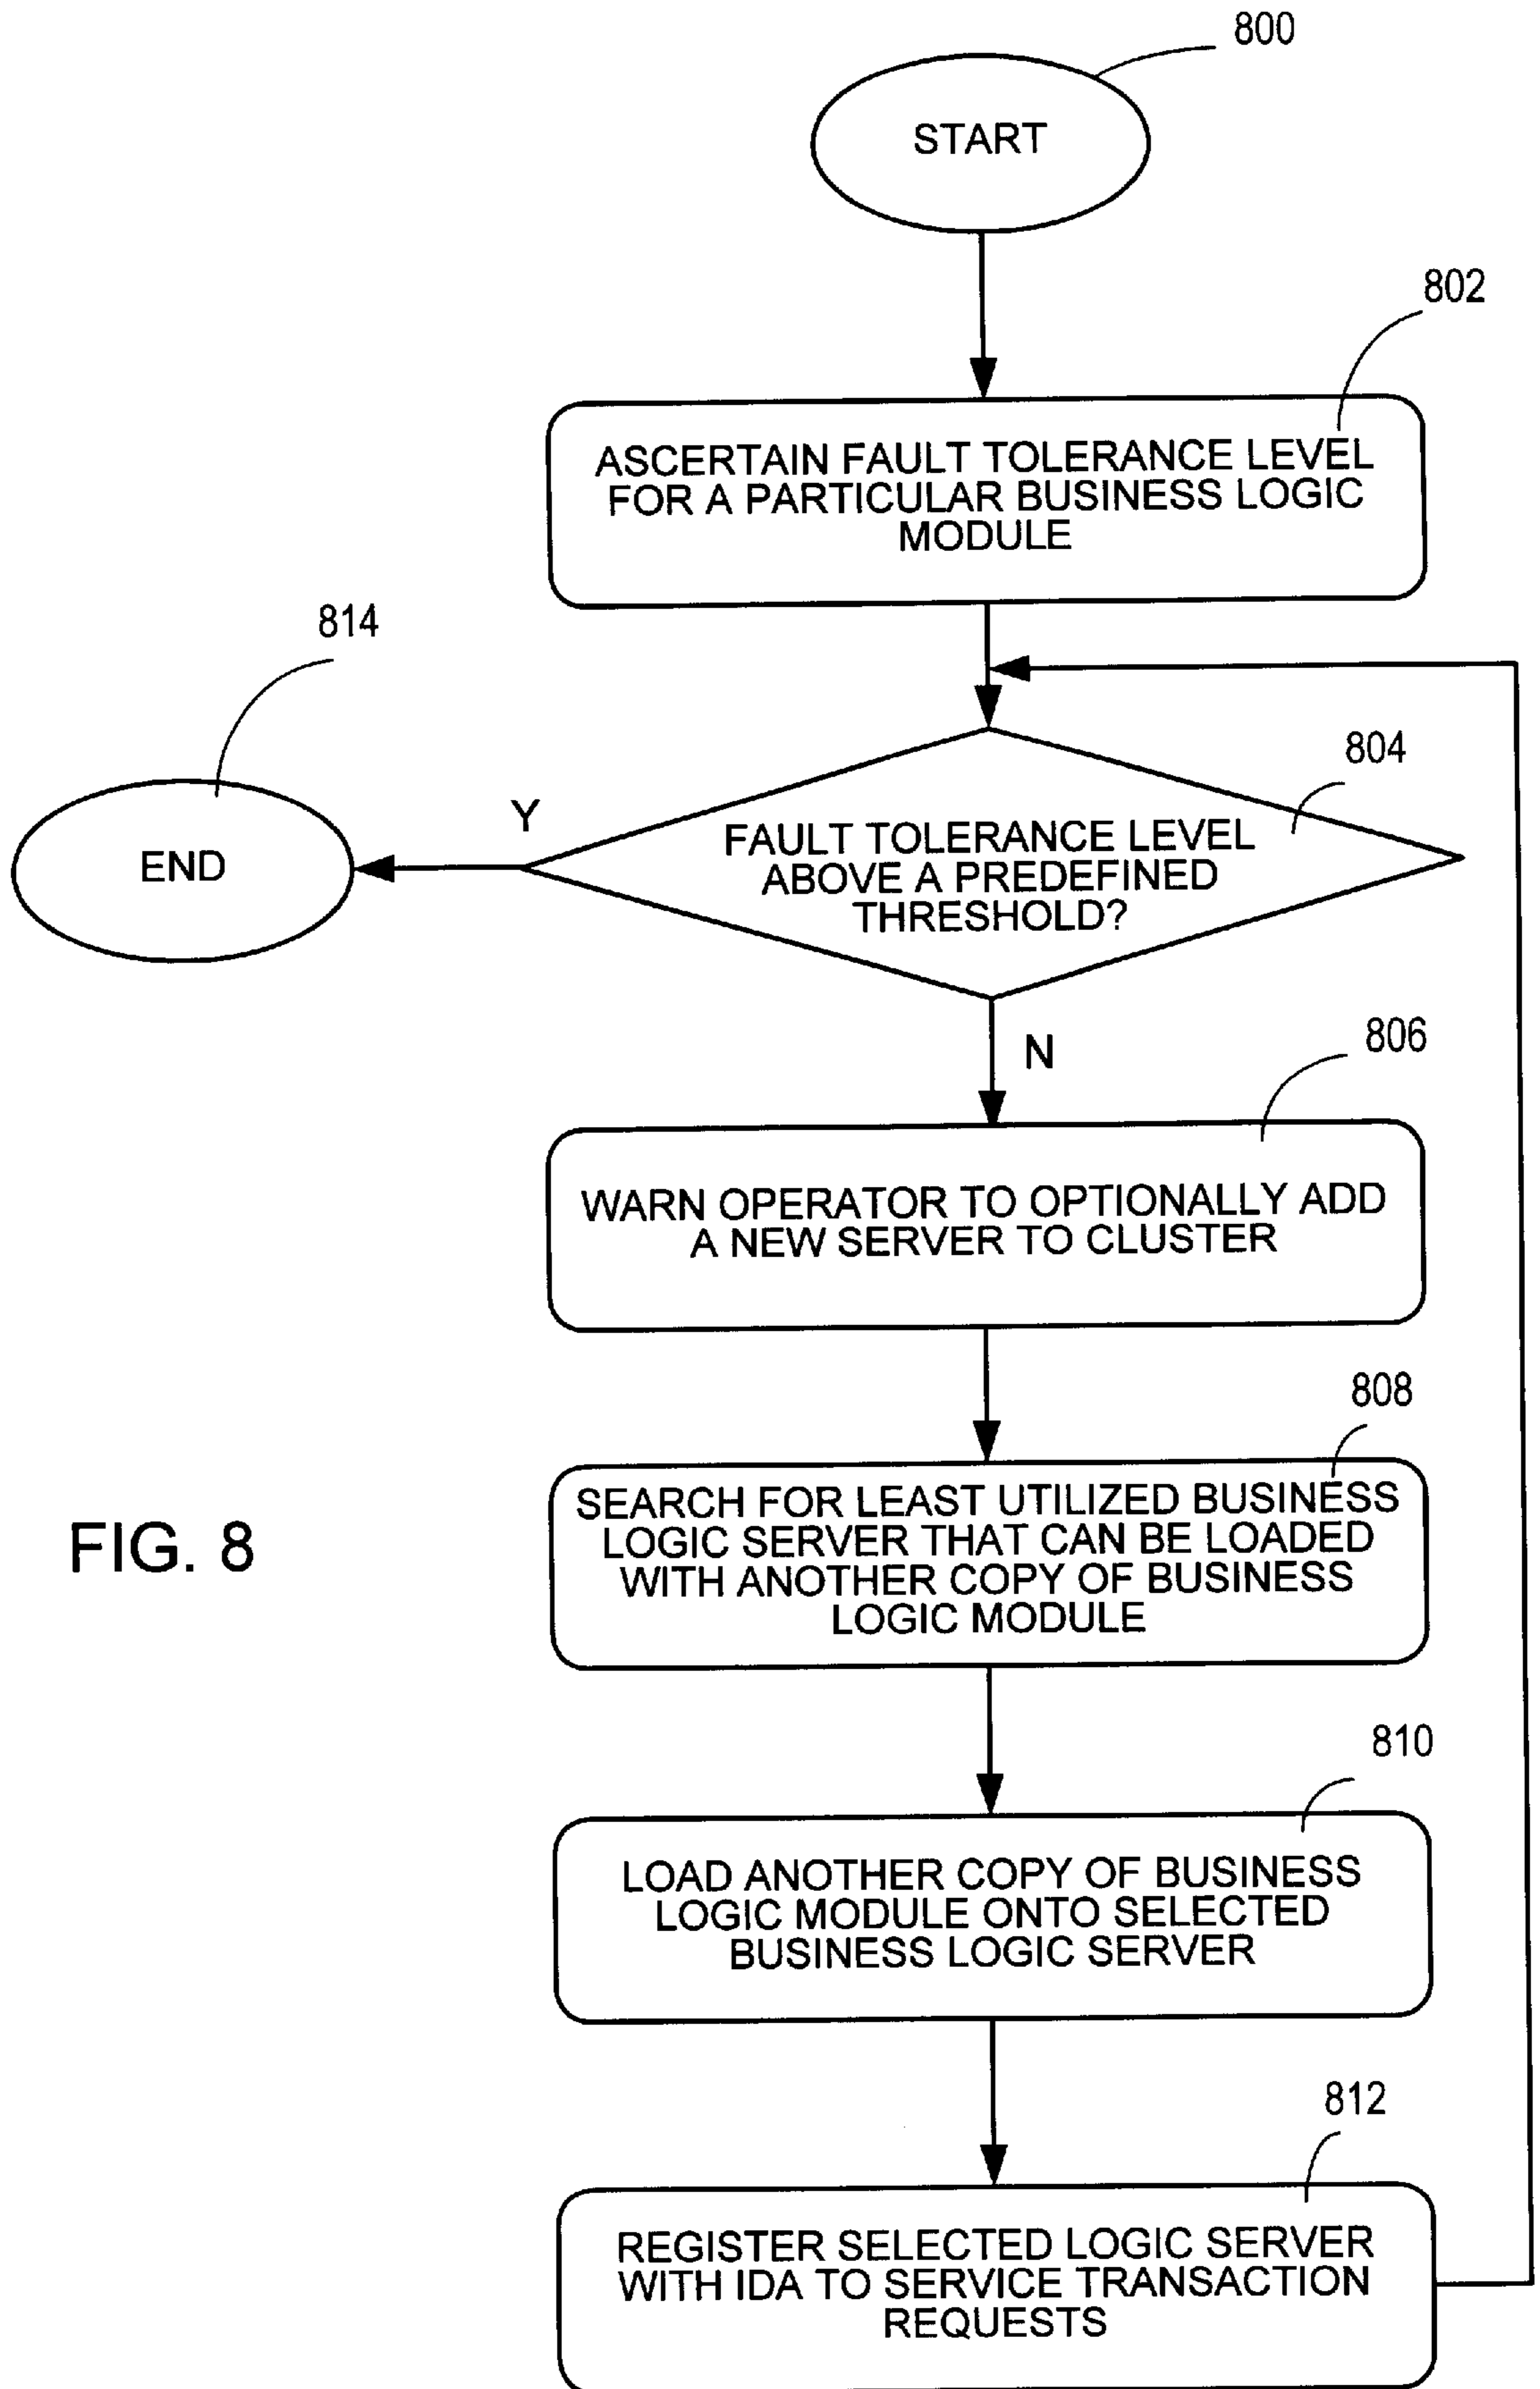 800
START
802
ASCERTAIN FAULT TOLERANCE LEVEL
FOR A PARTICULAR BUSINESS LOGIC
MODULE
814
804
Y
FAULT TOLERANCE LEVEL
ABOVE A PREDEFINED
THRESHOLD?
END
N
806
WARN OPERATOR TO OPTIONALLY ADD
A NEW SERVER TO CLUSTER
808
SEARCH FOR LEAST UTILIZED BUSINESS
LOGIC SERVER THAT CAN BE LOADED
WITH ANOTHER COPY OF BUSINESS
LOGIC MODULE
FIG. 8
810
LOAD ANOTHER COPY OF BUSINESS
LOGIC MODULE ONTO SELECTED
BUSINESS LOGIC SERVER
812
REGISTER SELECTED LOGIC SERVER
WITH IDA TO SERVICE TRANSACTION
REQUESTS